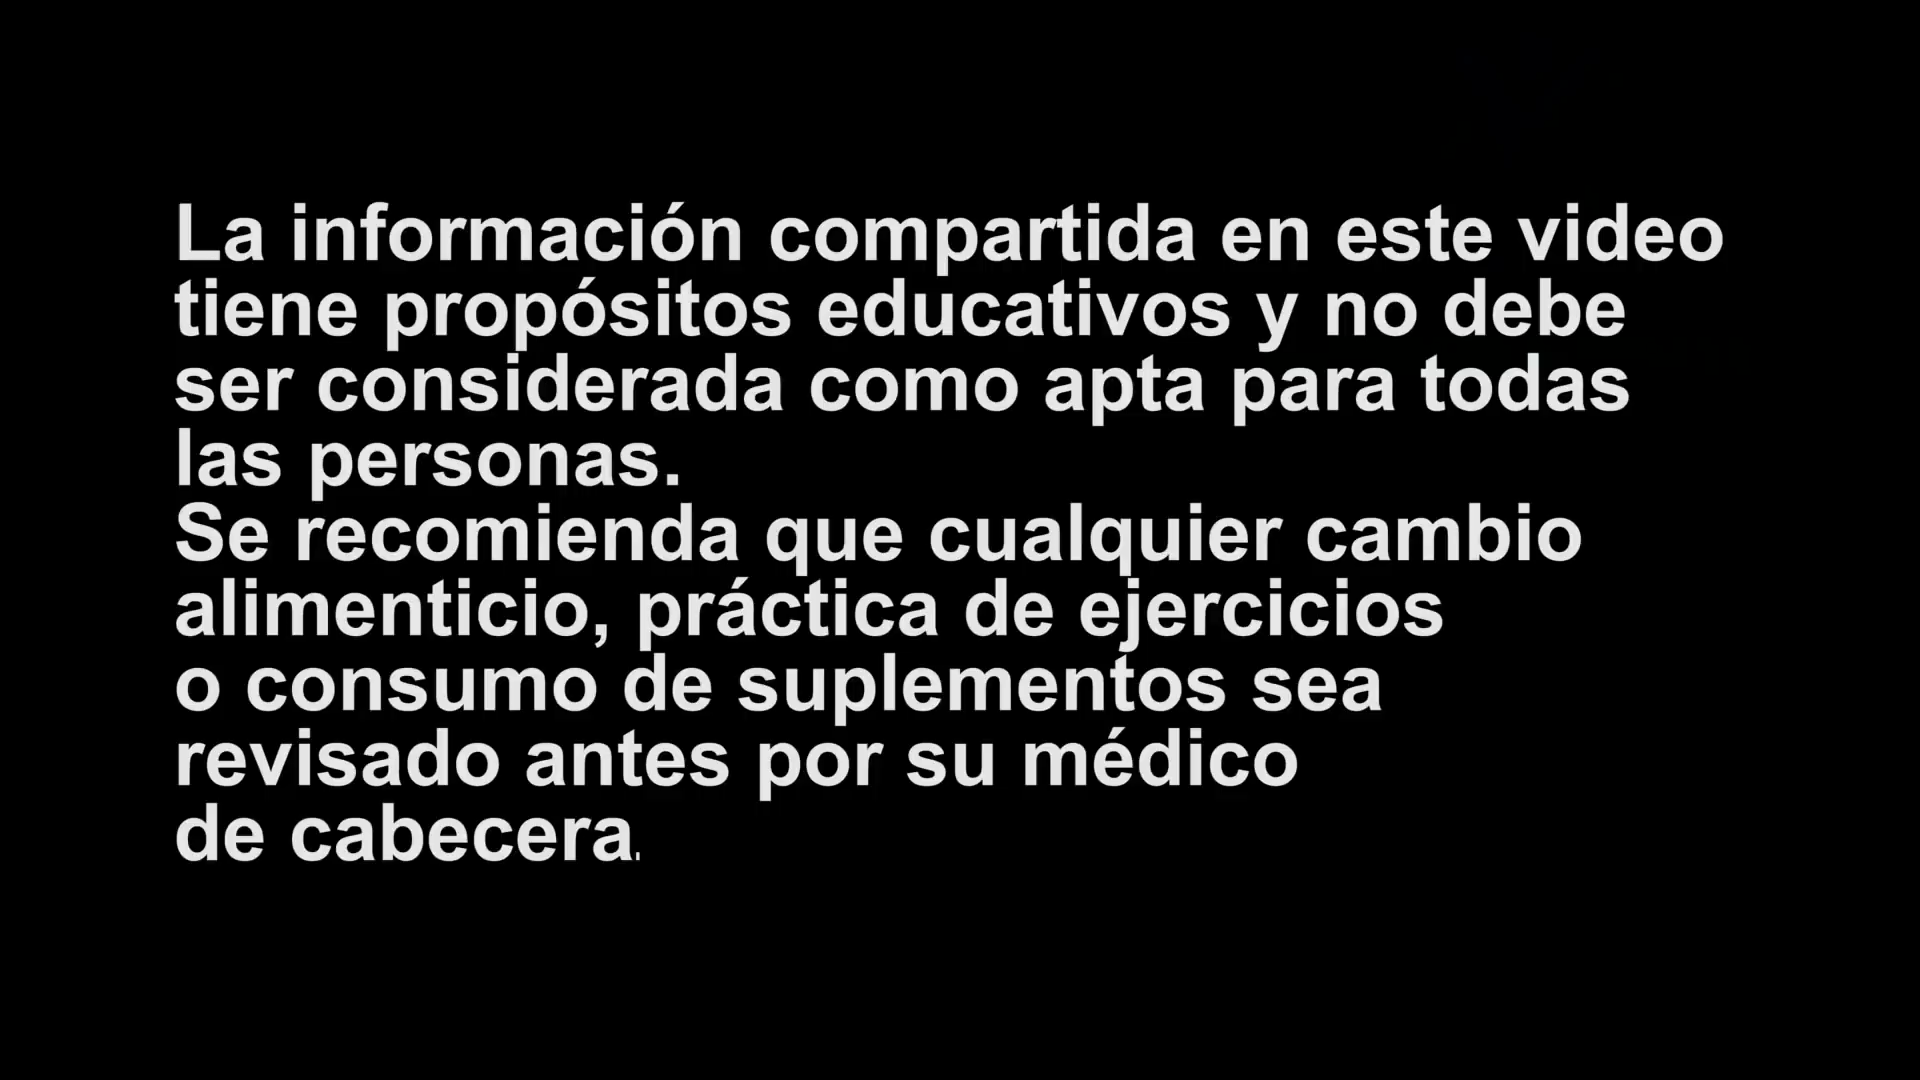 La información compartida en este video
tiene propósitos educativos y no debe
ser considerada como apta para todas
las personas.
Se recomienda que cualquier cambio
alimenticio, práctica de ejercicios
o consumo de suplementos sea
revisado antes por su médico
de cabecera.